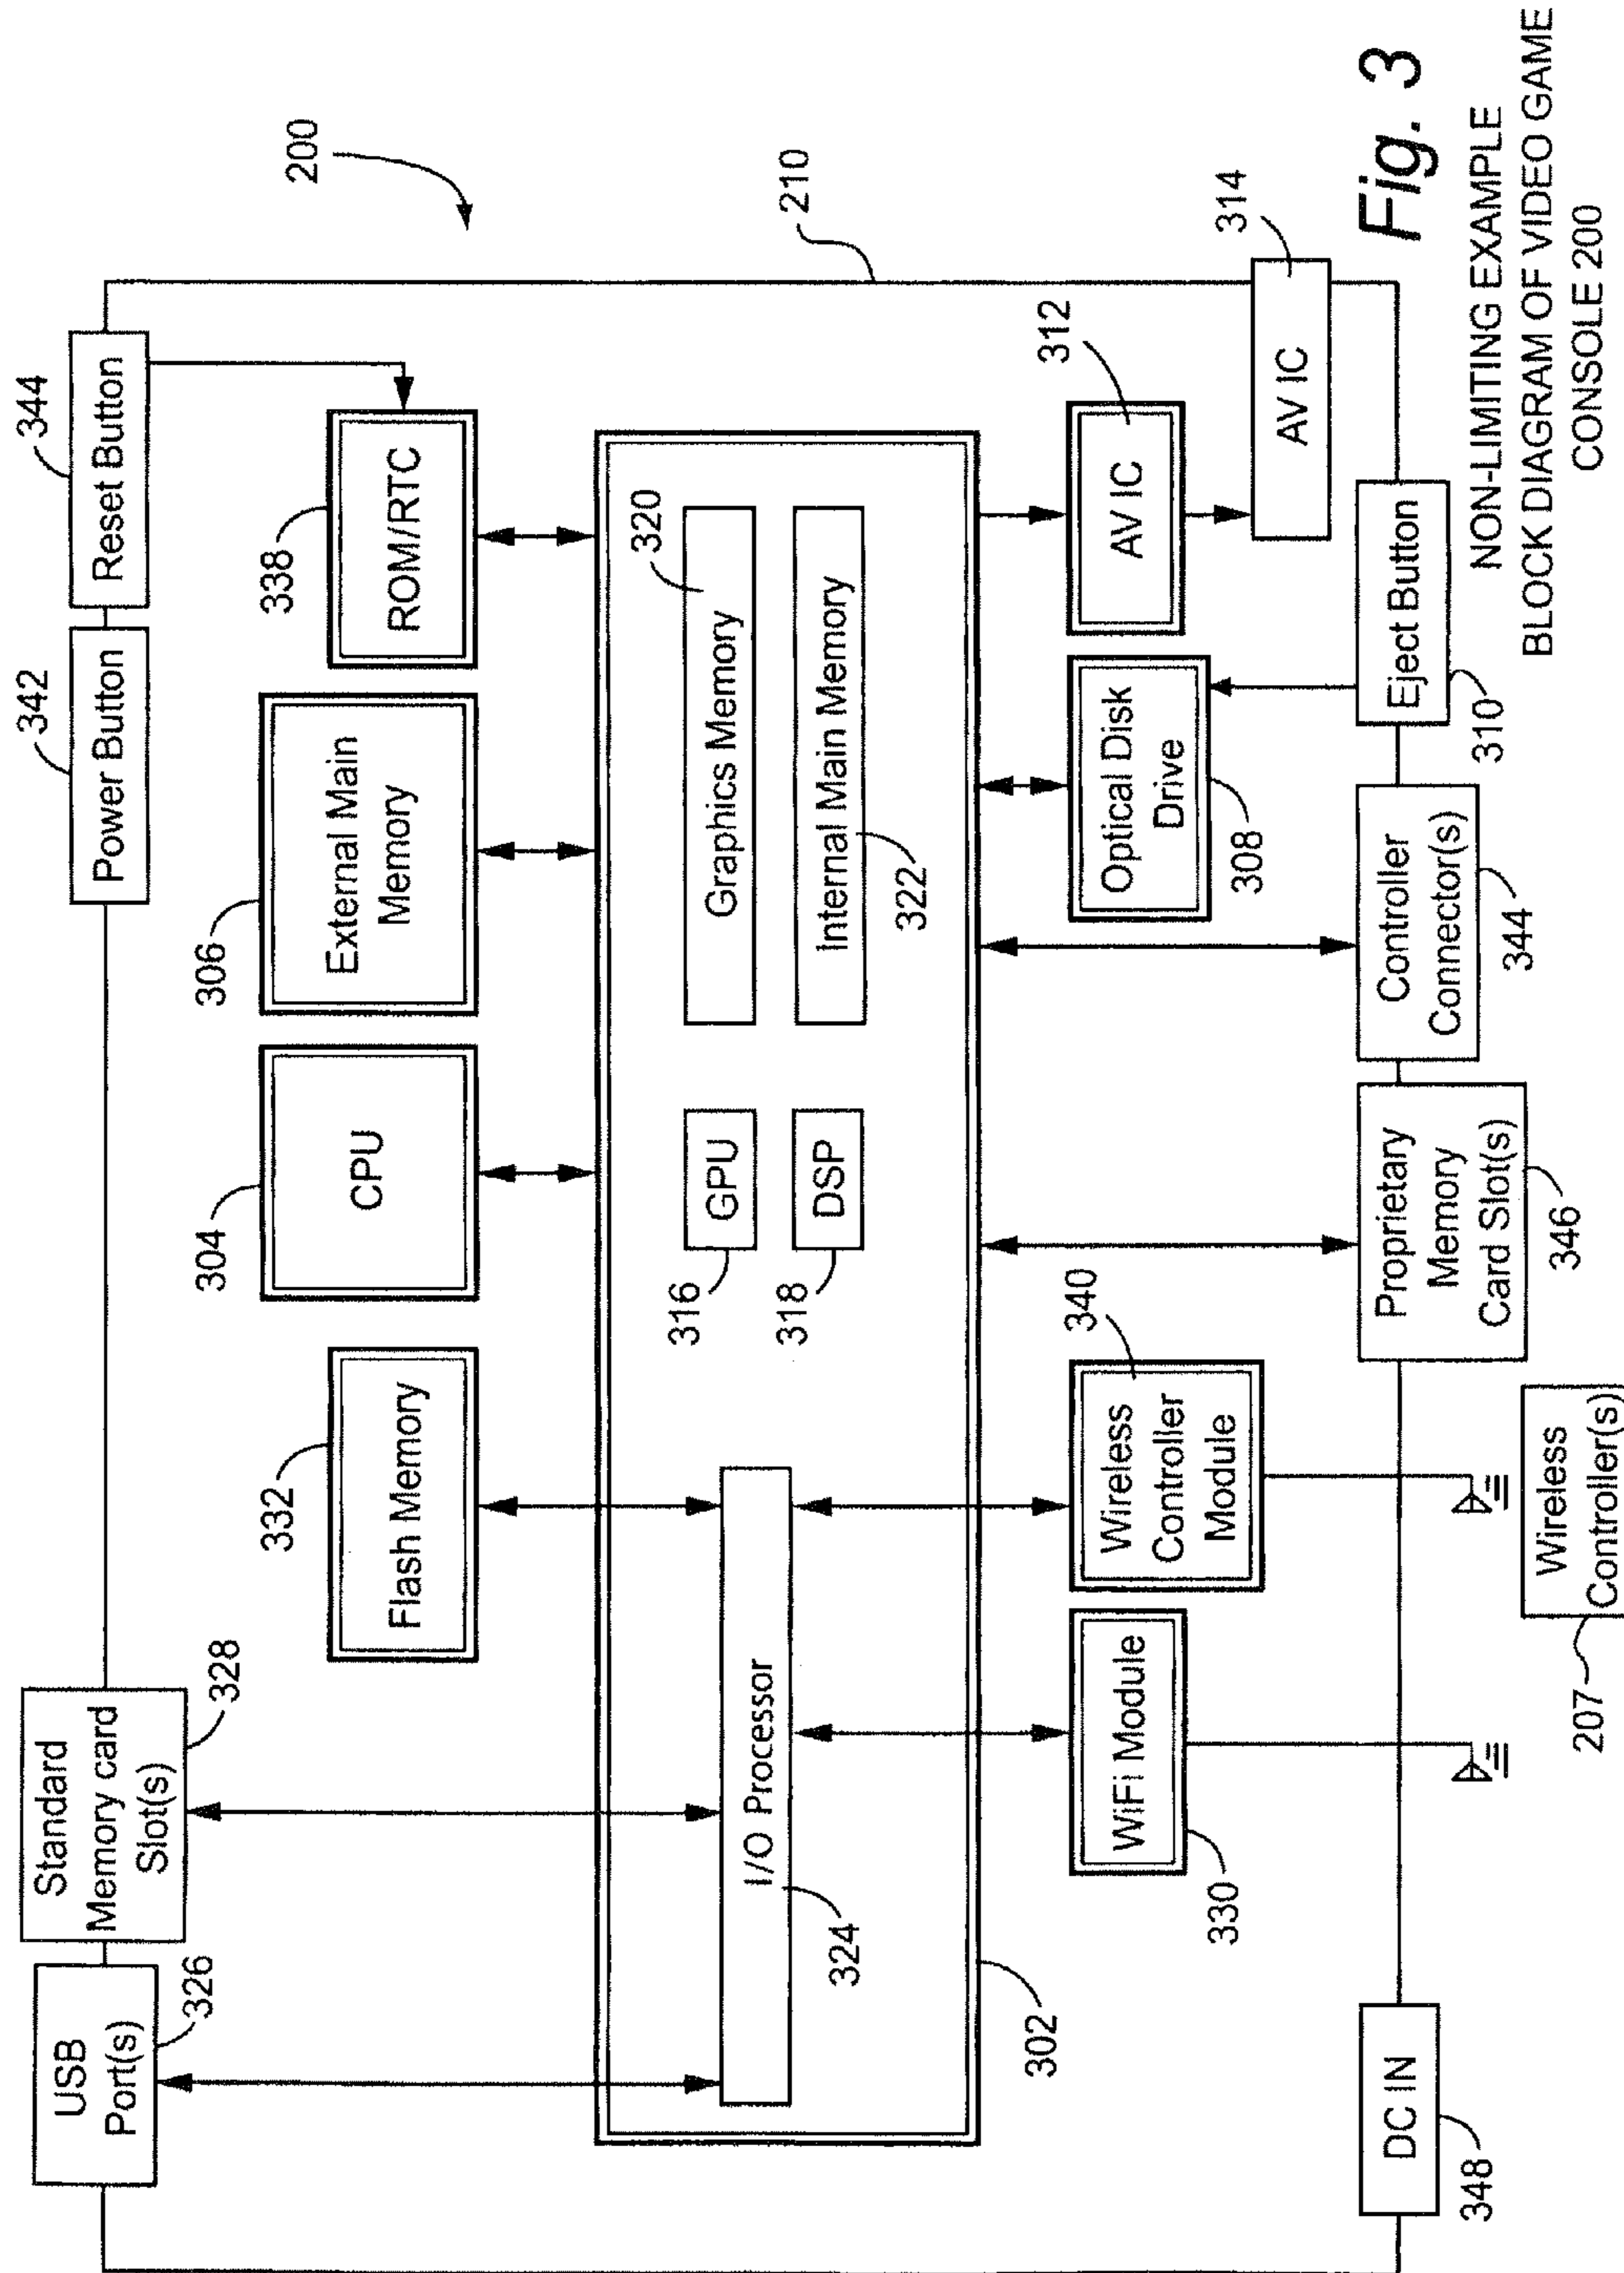 326
USB
Port(s)
328
Standard
Memory card
Slot(s)
342
Power Button
344
Reset Button
200
332
Flash Memory
304
CPU
306
External Main
Memory
338
ROM/RTC
210
302
I/O Processor
324
316
GPU
318
DSP
320
Graphics Memory
Internal Main Memory
322
WiFi Module
330
340
Wireless
Controller
Module
Optical Disk
Drive
308
312
AV IC
314
AV IC
DC IN
348
Wireless
Controller(s)
207
Proprietary
Memory
Card Slot(s)
346
Controller
Connector(s)
344
Eject Button
310
Fig. 3
NON-LIMITING EXAMPLE
BLOCK DIAGRAM OF VIDEO GAME
CONSOLE 200